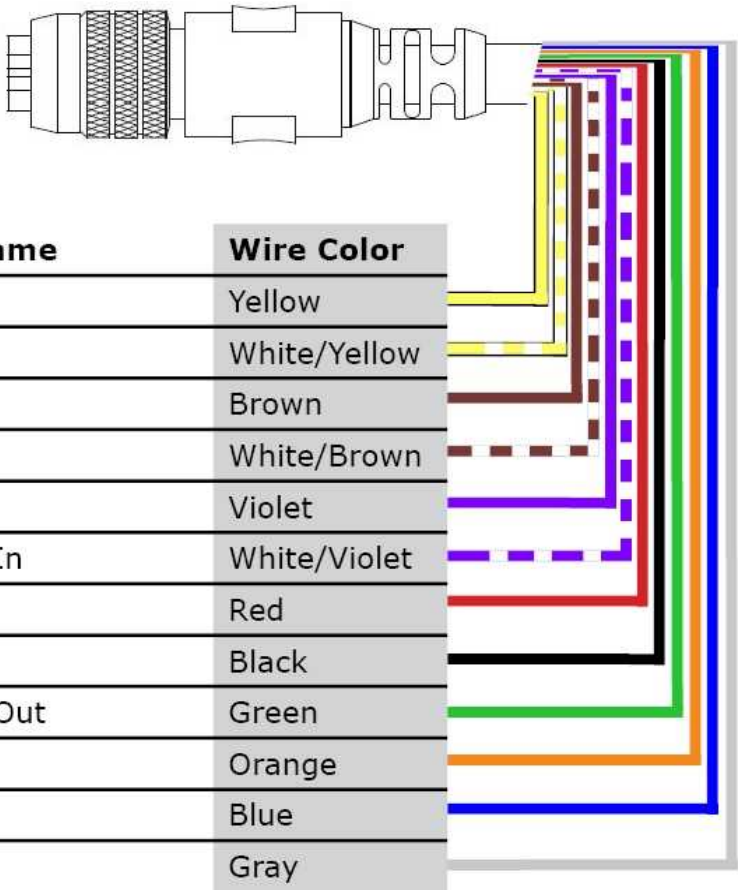 Wire Color
Yellow
White/Yellow
Brown
White/Brown
Violet
In White/Violet
Red
Black
Out Green
Orange
Blue
Gray